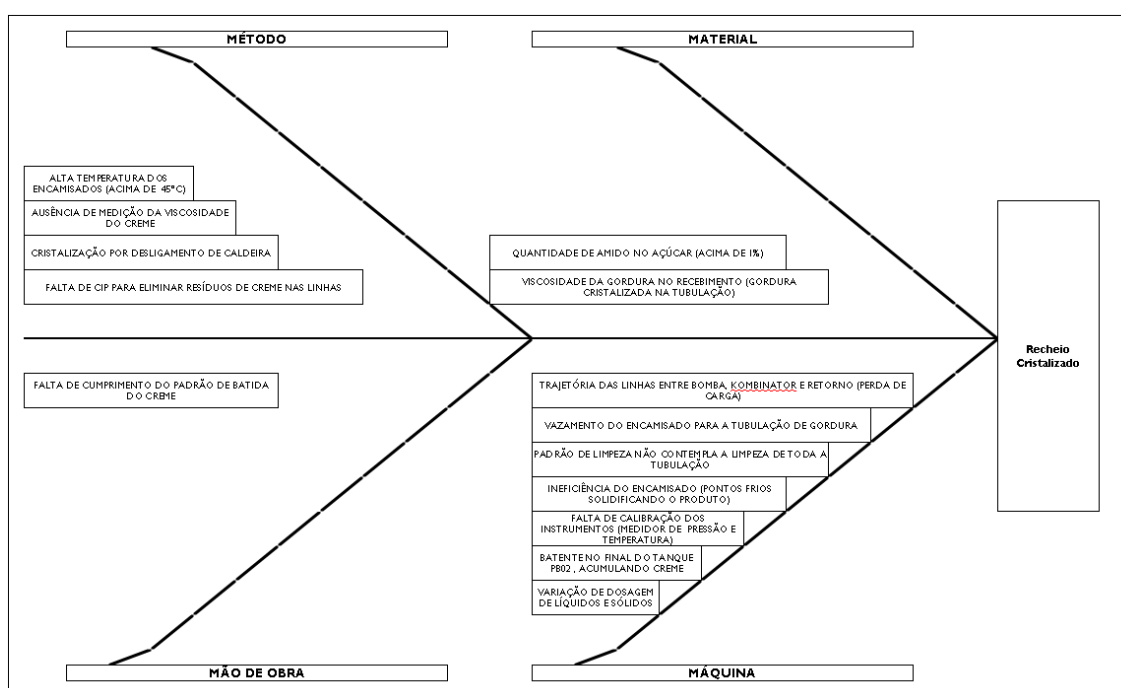 MÉTODO
MATERIAL
ALTA TEMPERATURA DOS
ENCAMISADOS (ACIMA DE 45°C)
AUSÊNCIA DE MEDIÇÃO DA VISCOSIDADE
DO CREME
CRISTALIZAÇÃO POR DESLIGAMENTO DE CALDEIRA
FALTA DE CIP PARA ELIMINAR RESÍDUOS DE CREME NAS LINHAS
QUANTIDADE DE AMIDO NO AÇÚCAR (ACIMA DE 1%)
VISCOSIDADE DA GORDURA NO RECEBIMENTO (GORDURA
CRISTALIZADA NA TUBULAÇÃO)
Recheio
Cristalizado
FALTA DE CUMPRIMENTO DO PADRÃO DE BATIDA
DO CREME
TRAJETÓRIA DAS LINHAS ENTRE BOMBA, KOMBINATOR E RETORNO (PERDA DE
CARGA)
VAZAMENTO DO ENCAMISADO PARA A TUBULAÇÃO DE GORDURA
PADRÃO DE LIMPEZA NÃO CONTEMPLA A LIMPEZA DE TODA A
TUBULAÇÃO
INEFICIÊNCIA DO ENCAMISADO (PONTOS FRIOS
SOLIDIFICANDO O PRODUTO)
FALTA DE CALIBRAÇÃO DOS
INSTRUMENTOS (MEDIDOR DE PRESSÃO E
TEMPERATURA)
BATENTE NO FINAL DO TANQUE
PB02 , ACUMULANDO CREME
VARIAÇÃO DE DOSAGEM
DE LÍQUIDOS E SÓLIDOS
MÃO DE OBRA
MÁQUINA